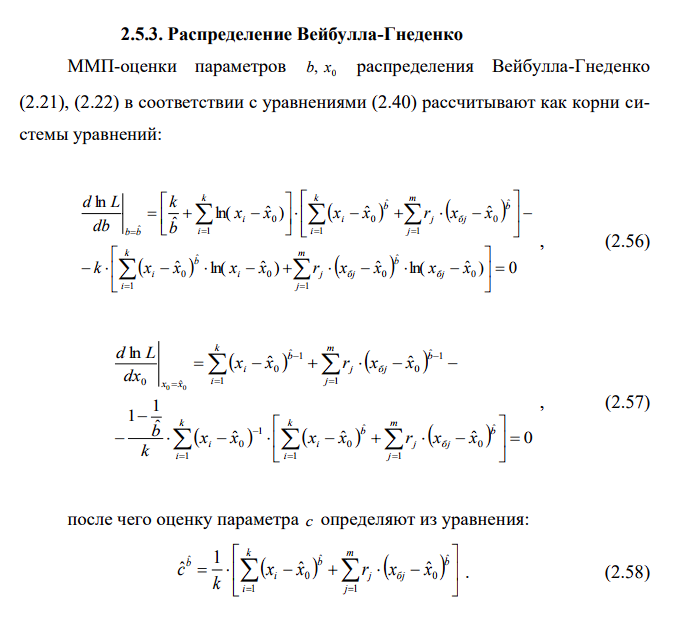 2.5.3. Распределение Вейбулла-Гнеденко
ММП-оценки параметров b, x₀ распределения Вейбулла-Гнеденко
(2.21), (2.22) в соответствии с уравнениями (2.40) рассчитывают как корни си-
стемы уравнений:
$\left.\frac{d \ln L}{db}\right|_{b=\hat{b}} = \left[\frac{k}{\hat{b}} + \sum_{i=1}^{k} \ln(x_i - \hat{x}_0)\right] \cdot \left[\sum_{i=1}^{k} (x_i - \hat{x}_0)^{\hat{b}} + \sum_{j=1}^{m} r_j \cdot (x_{бj} - \hat{x}_0)^{\hat{b}}\right] -$
$- k \cdot \left[\sum_{i=1}^{k} (x_i - \hat{x}_0)^{\hat{b}} \cdot \ln(x_i - \hat{x}_0) + \sum_{j=1}^{m} r_j \cdot (x_{бj} - \hat{x}_0)^{\hat{b}} \cdot \ln(x_{бj} - \hat{x}_0)\right] = 0$ , (2.56)
$\left.\frac{d \ln L}{dx_0}\right|_{x_0=\hat{x}_0} = \sum_{i=1}^{k} (x_i - \hat{x}_0)^{\hat{b}-1} + \sum_{j=1}^{m} r_j \cdot (x_{бj} - \hat{x}_0)^{\hat{b}-1} -$
$- \frac{1 - \frac{1}{\hat{b}}}{k} \cdot \sum_{i=1}^{k} (x_i - \hat{x}_0)^{-1} \cdot \left[\sum_{i=1}^{k} (x_i - \hat{x}_0)^{\hat{b}} + \sum_{j=1}^{m} r_j \cdot (x_{бj} - \hat{x}_0)^{\hat{b}}\right] = 0$ , (2.57)
после чего оценку параметра c определяют из уравнения:
$\hat{c}^{\hat{b}} = \frac{1}{k} \cdot \left[\sum_{i=1}^{k} (x_i - \hat{x}_0)^{\hat{b}} + \sum_{j=1}^{m} r_j \cdot (x_{бj} - \hat{x}_0)^{\hat{b}}\right]$ . (2.58)